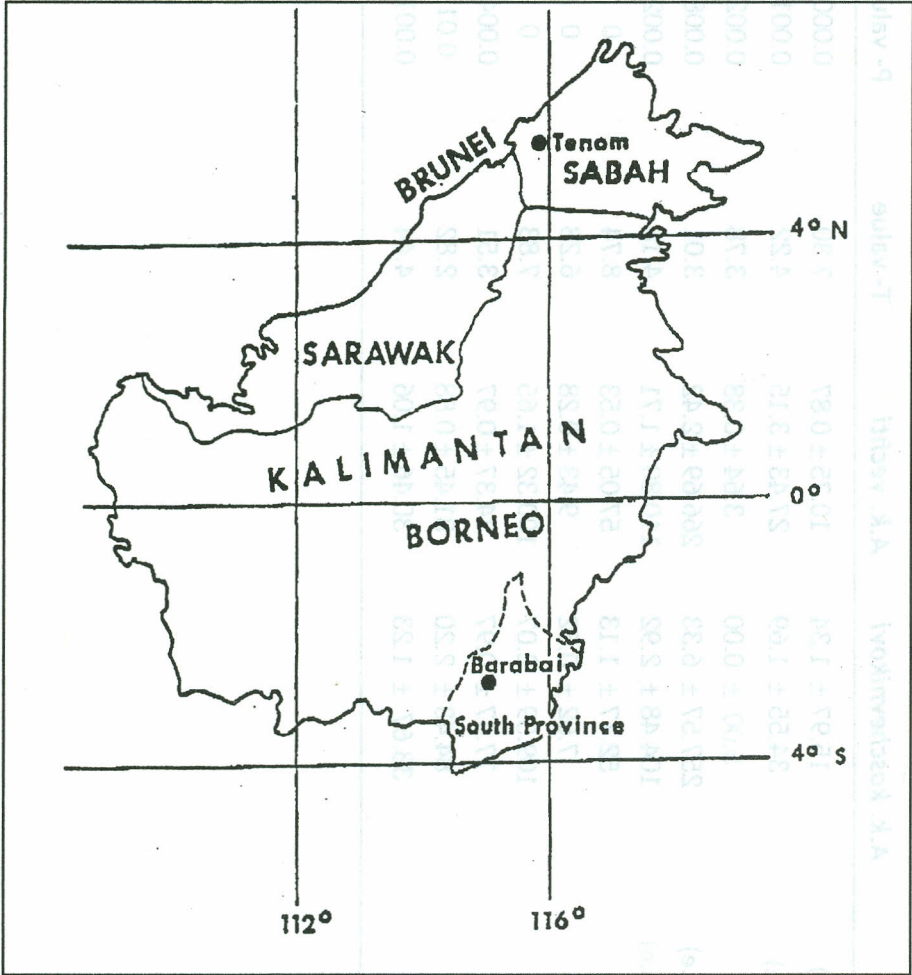 BRUNEI
Tenom
SABAH
4° N
SARAWAK
KALIMANTAN
0°
BORNEO
Barabai
South Province
4° S
112°
116°